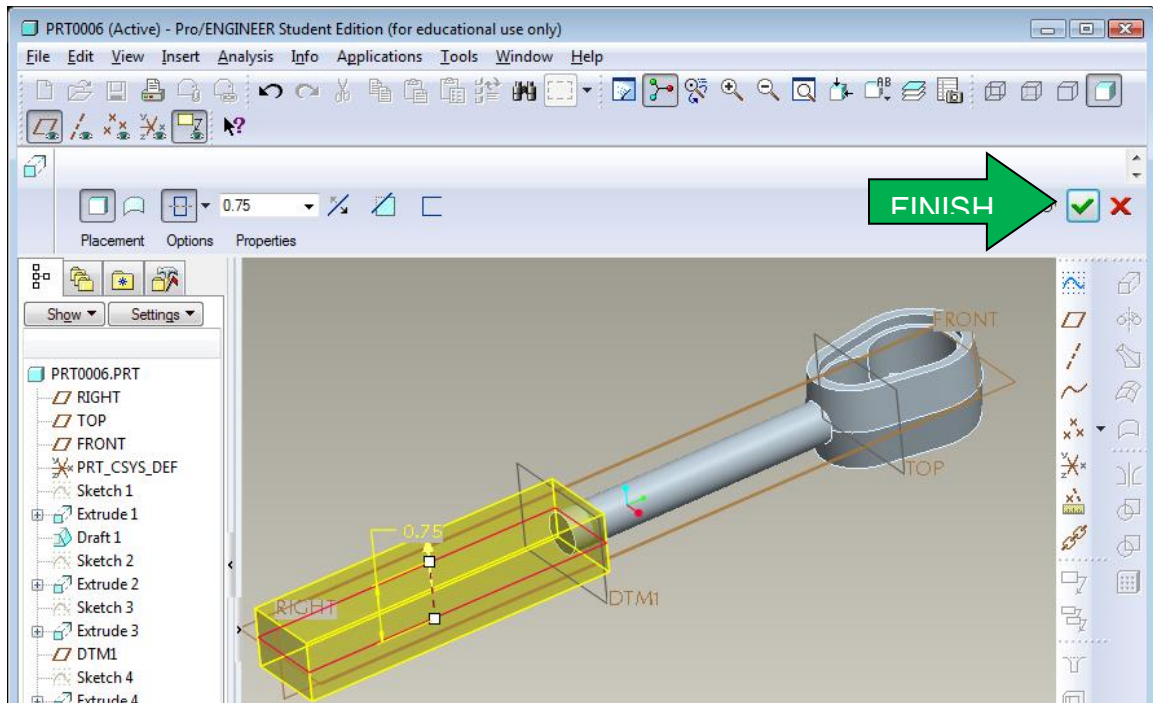 PRT0006 (Active) - Pro/ENGINEER Student Edition (for educational use only)
File Edit View Insert Analysis Info Applications Tools Window Help
0.75
FINISH
Placement Options Properties
Show Settings
PRT0006.PRT
RIGHT
TOP
FRONT
PRT_CSYS_DEF
Sketch 1
Extrude 1
Draft 1
Sketch 2
Extrude 2
Sketch 3
Extrude 3
DTM1
Sketch 4
Extrude 4
FRONT
TOP
0.75
DTM1
RIGHT